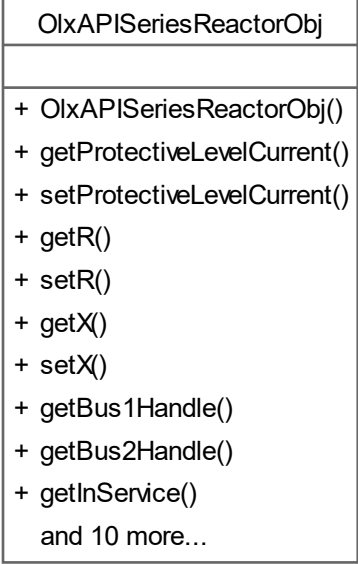 OlxAPISeriesReactorObj
+ OlxAPISeriesReactorObj()
+ getProtectiveLevelCurrent()
+ setProtectiveLevelCurrent()
+ getR()
+ setR()
+ getX()
+ setX()
+ getBus1Handle()
+ getBus2Handle()
+ getInService()
and 10 more...